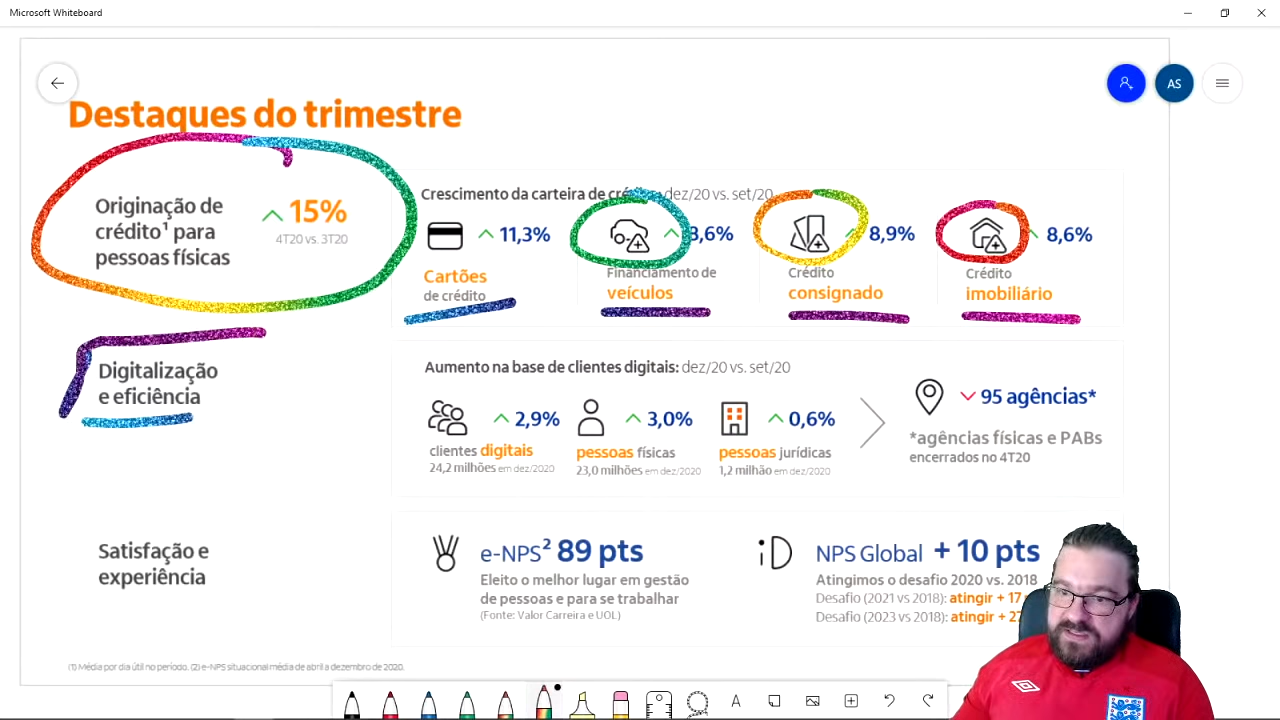 Microsoft Whiteboard
AS
Destaques do trimestre
Originação de
crédito¹ para
pessoas físicas
15%
4T20 vs. 3T20
Crescimento da carteira de dez/20 vs. set/20
11,3%
3,6%
8,9%
8,6%
Cartões
de crédito
Financiamento de
veículos
Crédito
consignado
Crédito
imobiliário
Digitalização
e eficiência
Aumento na base de clientes digitais: dez/20 vs. set/20
2,9%
3,0%
0,6%
95 agências*
clientes digitais
24,2 milhões em dez/2020
pessoas físicas
23,0 milhões em dez/2020
pessoas jurídicas
1,2 milhão em dez/2020
*agências físicas e PABs
encerrados no 4T20
Satisfação e
experiência
e-NPS² 89 pts
Eleito o melhor lugar em gestão
de pessoas e para se trabalhar
(Fonte: Valor Carreira e UOL)
iD
NPS Global + 10 pts
Atingimos o desafio 2020 vs. 2018
Desafio (2021 vs 2018): atingir + 17
Desafio (2023 vs 2018): atingir + 27
(1) Média por dia útil no período. (2) e-NPS situacional média de abril a dezembro de 2020.
A